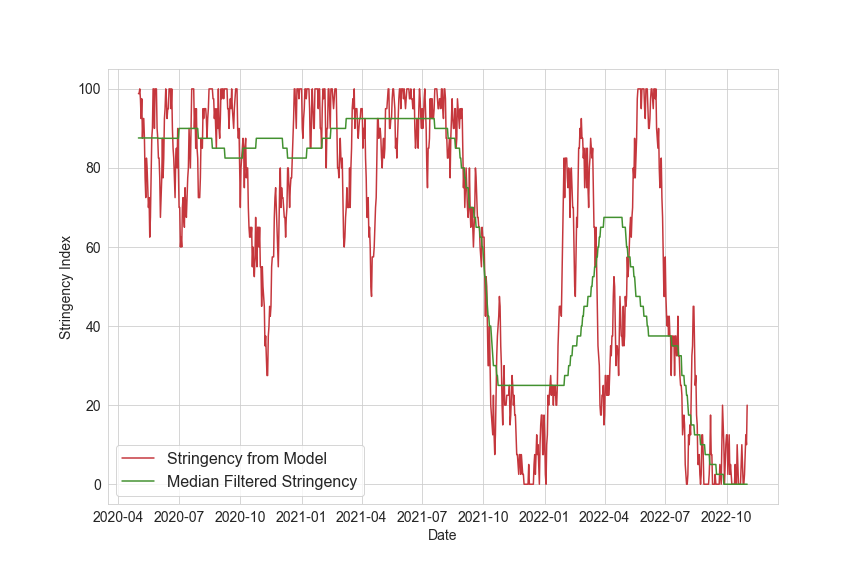 100
80
60
40
20
0
Stringency Index
Stringency from Model
Median Filtered Stringency
2020-04 2020-07 2020-10 2021-01 2021-04 2021-07 2021-10 2022-01 2022-04 2022-07 2022-10
Date